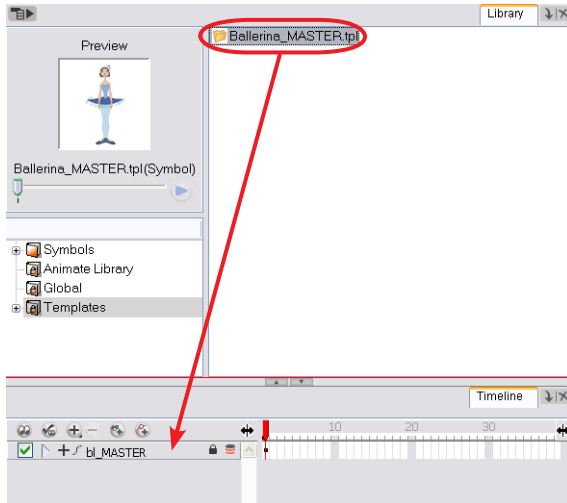 Library
Preview
Ballerina_MASTER.tpl
Ballerina_MASTER.tpl(Symbol)
Symbols
Animate Library
Global
Templates
Timeline
10 20 30
bl_MASTER